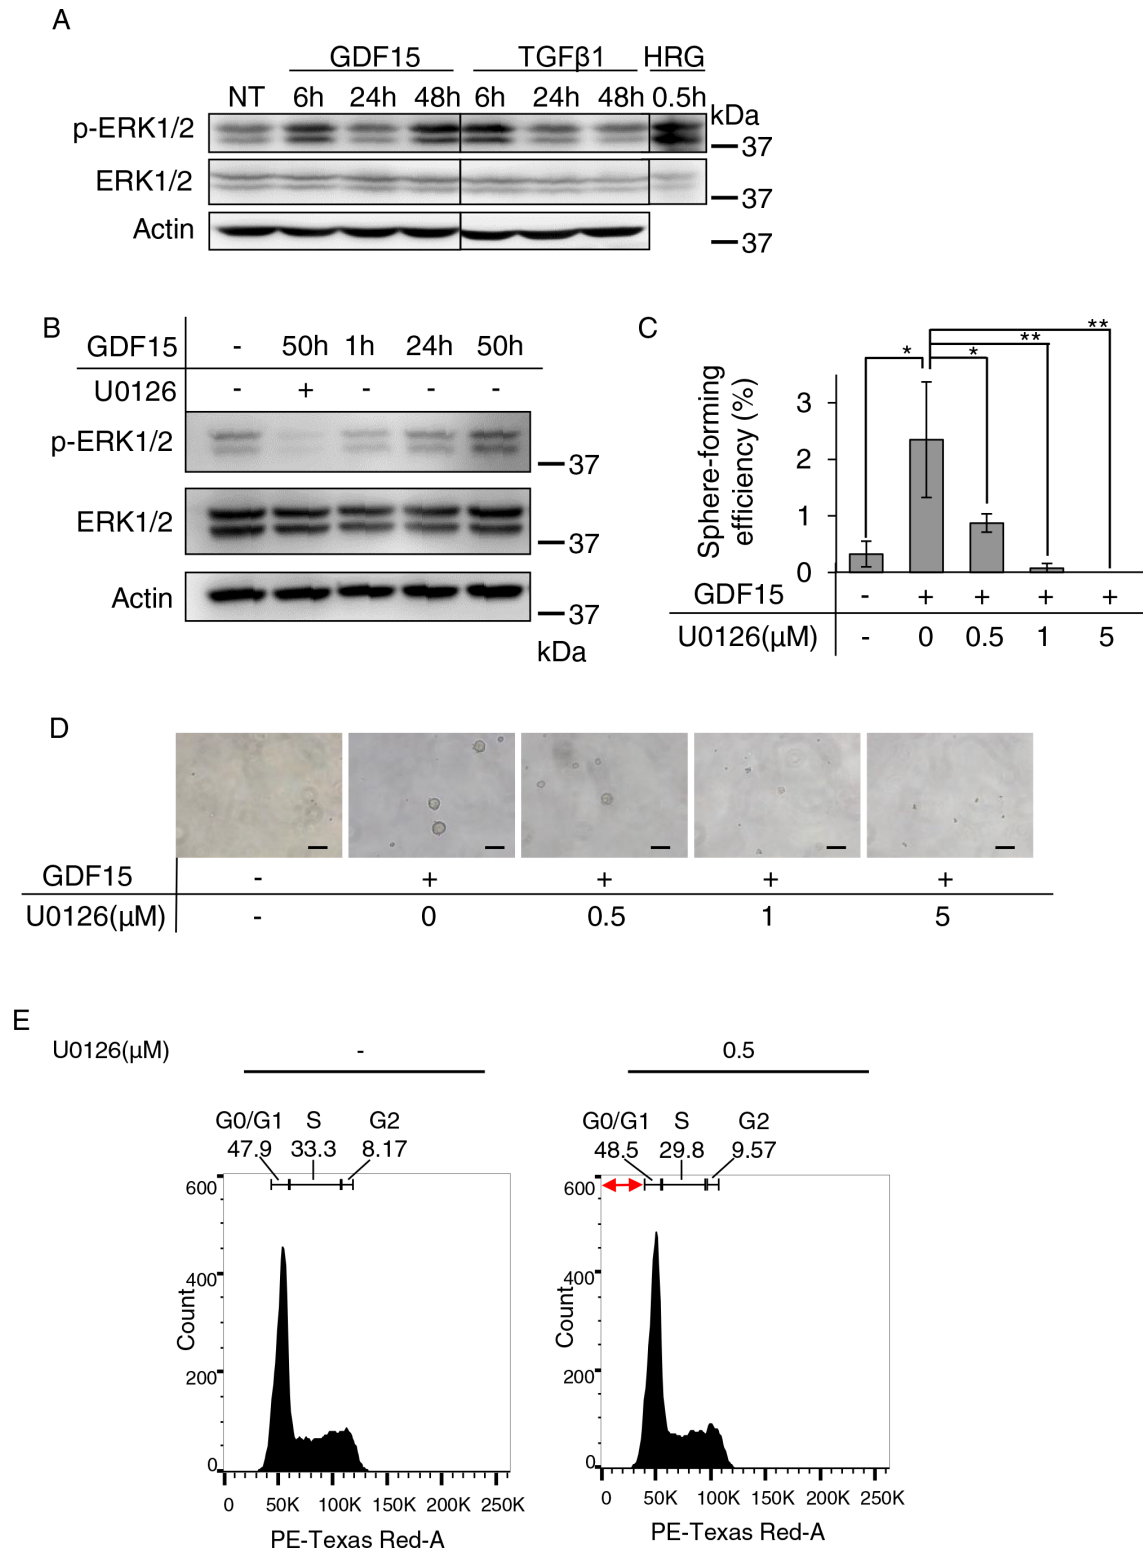 A
GDF15 TGFβ1 HRG
NT 6h 24h 48h 6h 24h 48h 0.5h
kDa
p-ERK1/2
37
ERK1/2
37
Actin
37
B
GDF15 - 50h 1h 24h 50h
U0126 - + - - -
p-ERK1/2
37
ERK1/2
37
Actin
37
kDa
C
Sphere-forming
efficiency (%)
* * ** **
3
2
1
0
GDF15 - + + + +
U0126(μM) - 0 0.5 1 5
D
GDF15 - + + + +
U0126(μM) - 0 0.5 1 5
E
U0126(μM) - 0.5
G0/G1 S G2
47.9 33.3 8.17
600
400
200
0
Count
0 50K 100K 150K 200K 250K
PE-Texas Red-A
G0/G1 S G2
48.5 29.8 9.57
600
400
200
0
Count
0 50K 100K 150K 200K 250K
PE-Texas Red-A